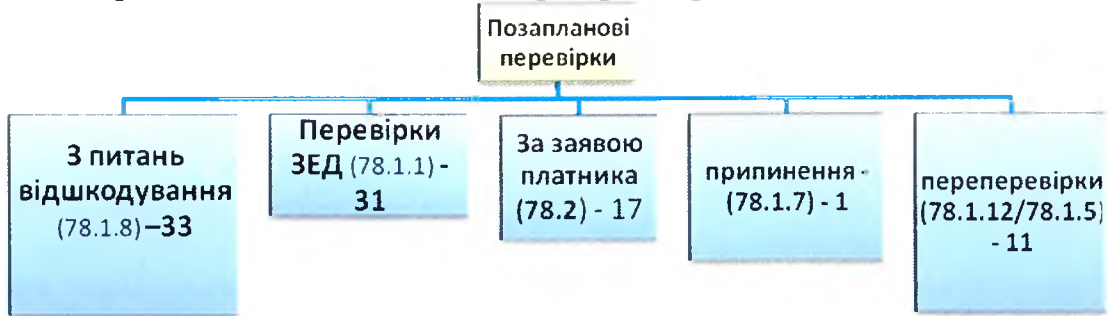 Позапланові
перевірки
З питань
відшкодування
(78.1.8) –33
Перевірки
ЗЕД (78.1.1) -
31
За заявою
платника
(78.2) - 17
припинення -
(78.1.7) - 1
переперевірки
(78.1.12/78.1.5)
- 11